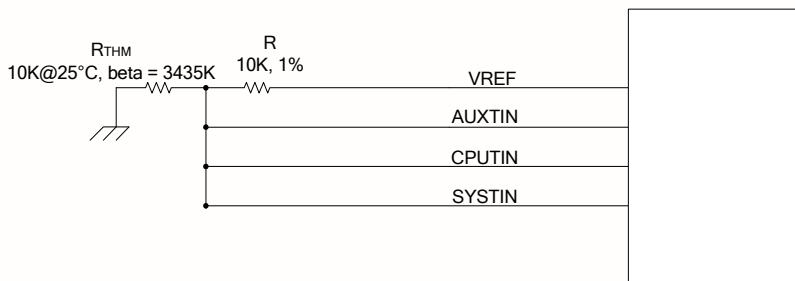 RTHM
10K@25°C, beta = 3435K
R
10K, 1%
VREF
AUXTIN
CPUTIN
SYSTIN